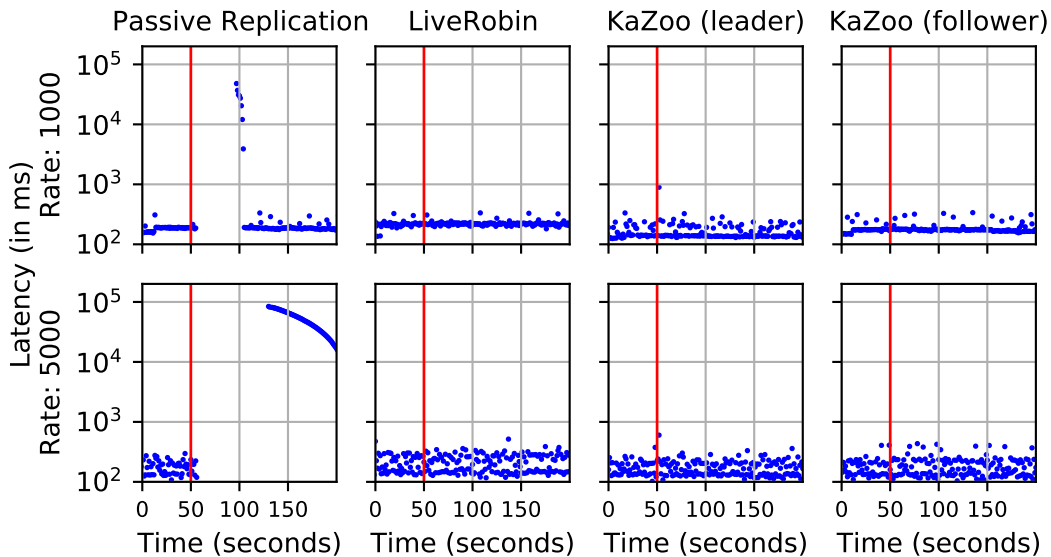 Passive Replication LiveRobin KaZoo (leader) KaZoo (follower)
Latency (in ms)
Rate: 1000
10^5
10^4
10^3
10^2
Rate: 5000
10^5
10^4
10^3
10^2
0 50 100 150 0 50 100 150 0 50 100 150 0 50 100 150
Time (seconds) Time (seconds) Time (seconds) Time (seconds)